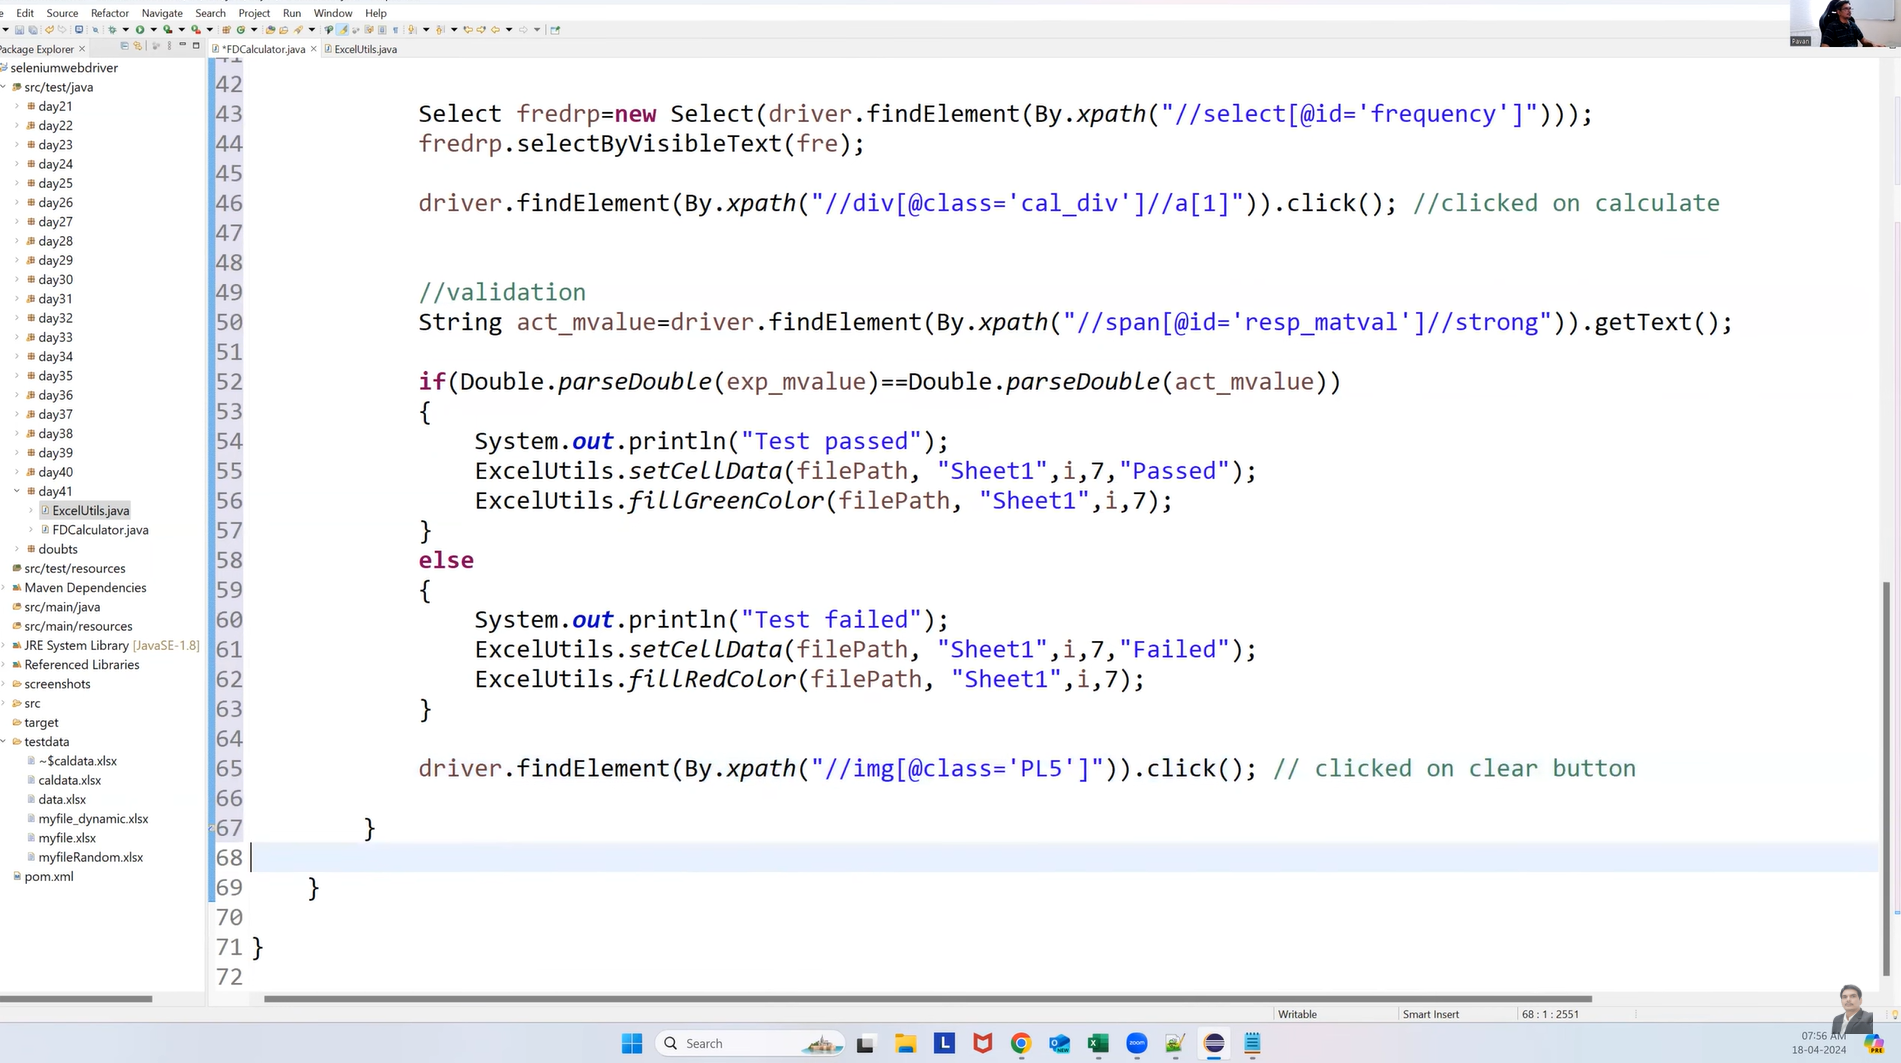 e Edit Source Refactor Navigate Search Project Run Window Help
Package Explorer × *FDCalculator.java × ExcelUtils.java
seleniumwebdriver
src/test/java
day21
day22
day23
day24
day25
day26
day27
day28
day29
day30
day31
day32
day33
day34
day35
day36
day37
day38
day39
day40
day41
ExcelUtils.java
FDCalculator.java
doubts
src/test/resources
Maven Dependencies
src/main/java
src/main/resources
JRE System Library [JavaSE-1.8]
Referenced Libraries
screenshots
src
target
testdata
~$caldata.xlsx
caldata.xlsx
data.xlsx
myfile_dynamic.xlsx
myfile.xlsx
myfileRandom.xlsx
pom.xml
41
42
43 Select fredrp=new Select(driver.findElement(By.xpath("//select[@id='frequency']")));
44 fredrp.selectByVisibleText(fre);
45
46 driver.findElement(By.xpath("//div[@class='cal_div']//a[1]")).click(); //clicked on calculate
47
48
49 //validation
50 String act_mvalue=driver.findElement(By.xpath("//span[@id='resp_matval']//strong")).getText();
51
52 if(Double.parseDouble(exp_mvalue)==Double.parseDouble(act_mvalue))
53 {
54 System.out.println("Test passed");
55 ExcelUtils.setCellData(filePath, "Sheet1",i,7,"Passed");
56 ExcelUtils.fillGreenColor(filePath, "Sheet1",i,7);
57 }
58 else
59 {
60 System.out.println("Test failed");
61 ExcelUtils.setCellData(filePath, "Sheet1",i,7,"Failed");
62 ExcelUtils.fillRedColor(filePath, "Sheet1",i,7);
63 }
64
65 driver.findElement(By.xpath("//img[@class='PL5']")).click(); // clicked on clear button
66
67 }
68
69 }
70
71 }
72
Writable Smart Insert 68 : 1 : 2551
Search
07:56 AM
18-04-2024
Pavan